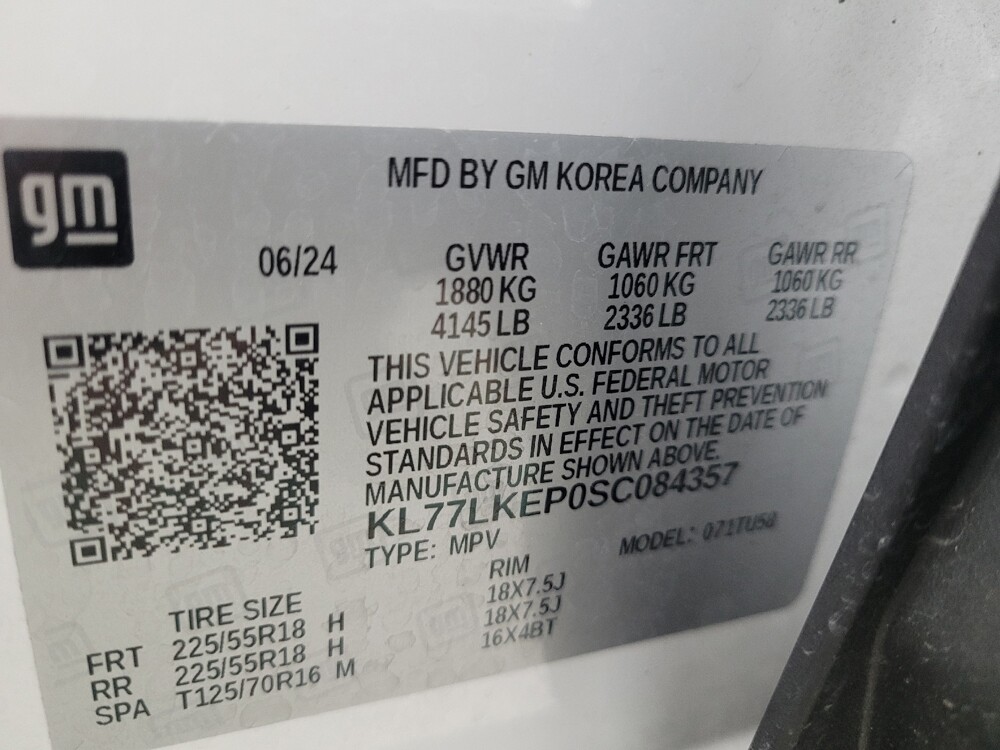 gm
MFD BY GM KOREA COMPANY
06/24
GVWR
1880 KG
4145 LB
GAWR FRT
1060 KG
2336 LB
GAWR RR
1060 KG
2336 LB
THIS VEHICLE CONFORMS TO ALL
APPLICABLE U.S. FEDERAL MOTOR
VEHICLE SAFETY AND THEFT PREVENTION
STANDARDS IN EFFECT ON THE DATE OF
MANUFACTURE SHOWN ABOVE.
KL77LKEP0SC084357
TYPE: MPV
MODEL:
TIRE SIZE RIM
FRT 225/55R18 H 18X7.5J
RR 225/55R18 H 18X7.5J
SPA T125/70R16 M 16X4BT